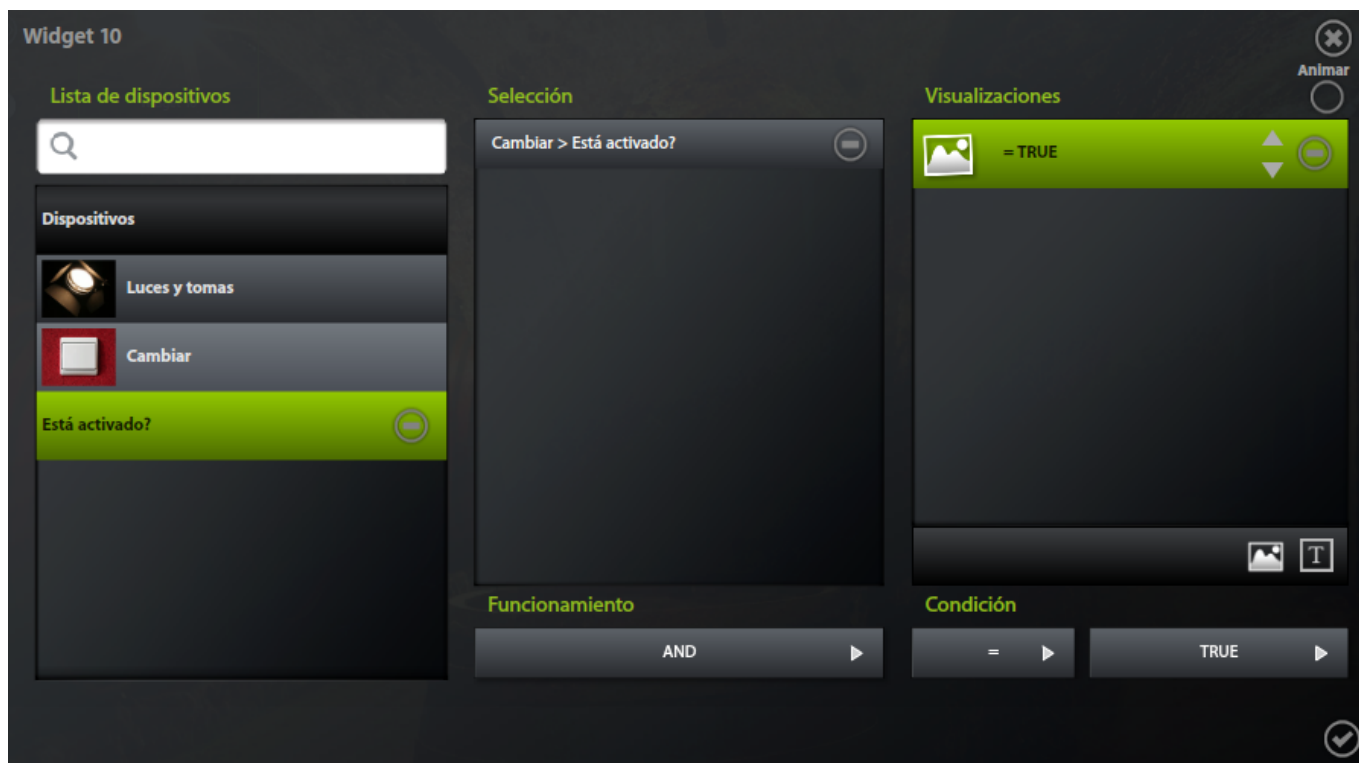 Widget 10
Animar
Lista de dispositivos
Selección
Visualizaciones
Cambiar > Está activado?
= TRUE
Dispositivos
Luces y tomas
Cambiar
Está activado?
T
Funcionamiento
Condición
AND
=
TRUE